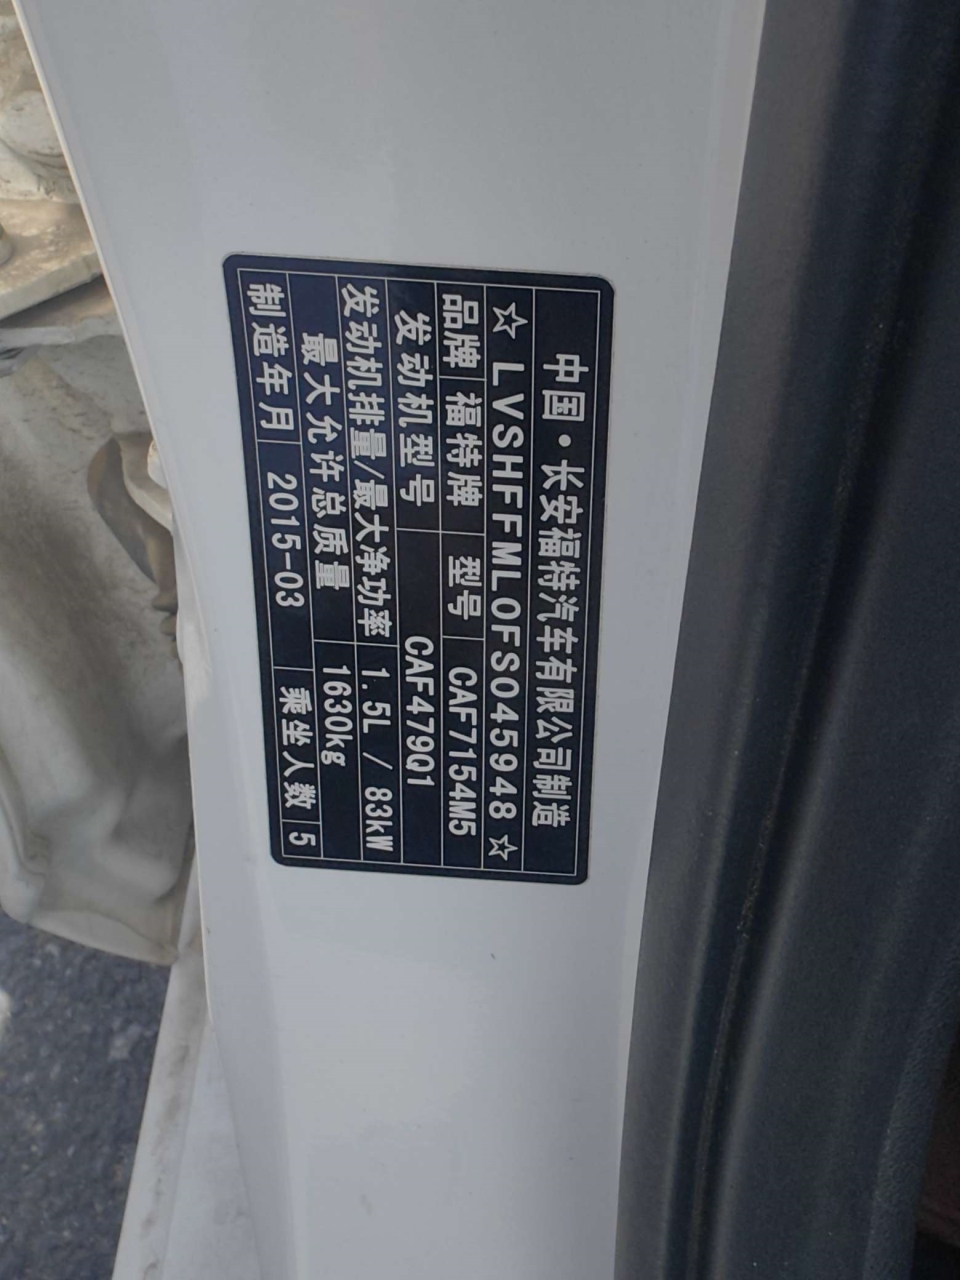 中国·长安福特汽车有限公司制造
☆LVSHFFML0FS045948☆
品牌 福特牌 型号 CAF7154M5
发动机型号 CAF479Q1
发动机排量/最大净功率 1.5L / 83kW
最大允许总质量 1630kg
制造年月 2015-03 乘坐人数 5